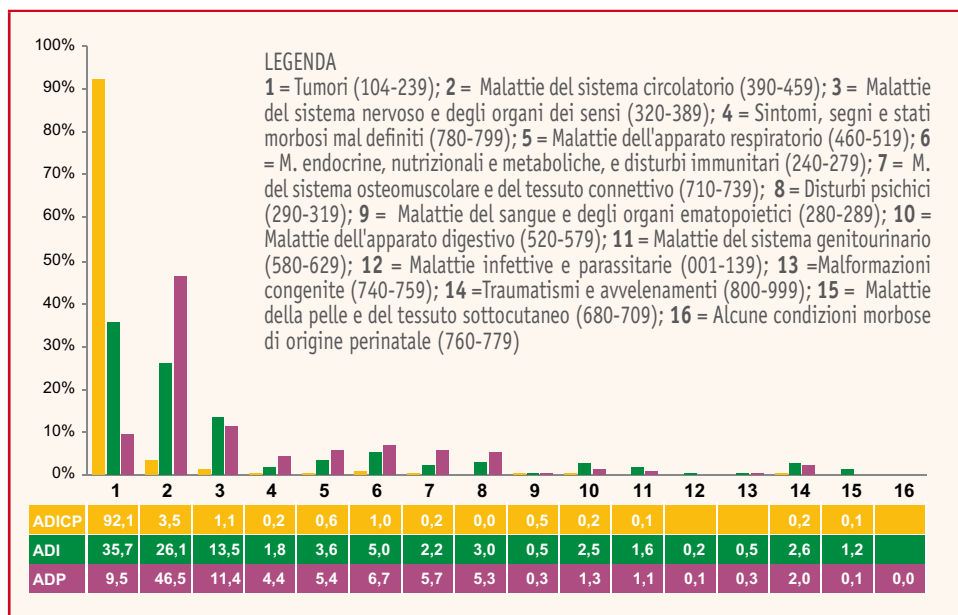 100%
90%
80%
70%
60%
50%
40%
30%
20%
10%
0%
LEGENDA
1 = Tumori (104-239); 2 = Malattie del sistema circolatorio (390-459); 3 = Malattie
del sistema nervoso e degli organi dei sensi (320-389); 4 = Sintomi, segni e stati
morbosi mal definiti (780-799); 5 = Malattie dell'apparato respiratorio (460-519); 6
= M. endocrine, nutrizionali e metaboliche, e disturbi immunitari (240-279); 7 = M.
del sistema osteomuscolare e del tessuto connettivo (710-739); 8 = Disturbi psichici
(290-319); 9 = Malattie del sangue e degli organi ematopoietici (280-289); 10 =
Malattie dell'apparato digestivo (520-579); 11 = Malattie del sistema genitourinario
(580-629); 12 = Malattie infettive e parassitarie (001-139); 13 =Malformazioni
congenite (740-759); 14 =Traumatismi e avvelenamenti (800-999); 15 = Malattie
della pelle e del tessuto sottocutaneo (680-709); 16 = Alcune condizioni morbose
di origine perinatale (760-779)
1 2 3 4 5 6 7 8 9 10 11 12 13 14 15 16
ADICP 92,1 3,5 1,1 0,2 0,6 1,0 0,2 0,0 0,5 0,2 0,1 0,2 0,1
ADI 35,7 26,1 13,5 1,8 3,6 5,0 2,2 3,0 0,5 2,5 1,6 0,2 0,5 2,6 1,2
ADP 9,5 46,5 11,4 4,4 5,4 6,7 5,7 5,3 0,3 1,3 1,1 0,1 0,3 2,0 0,1 0,0